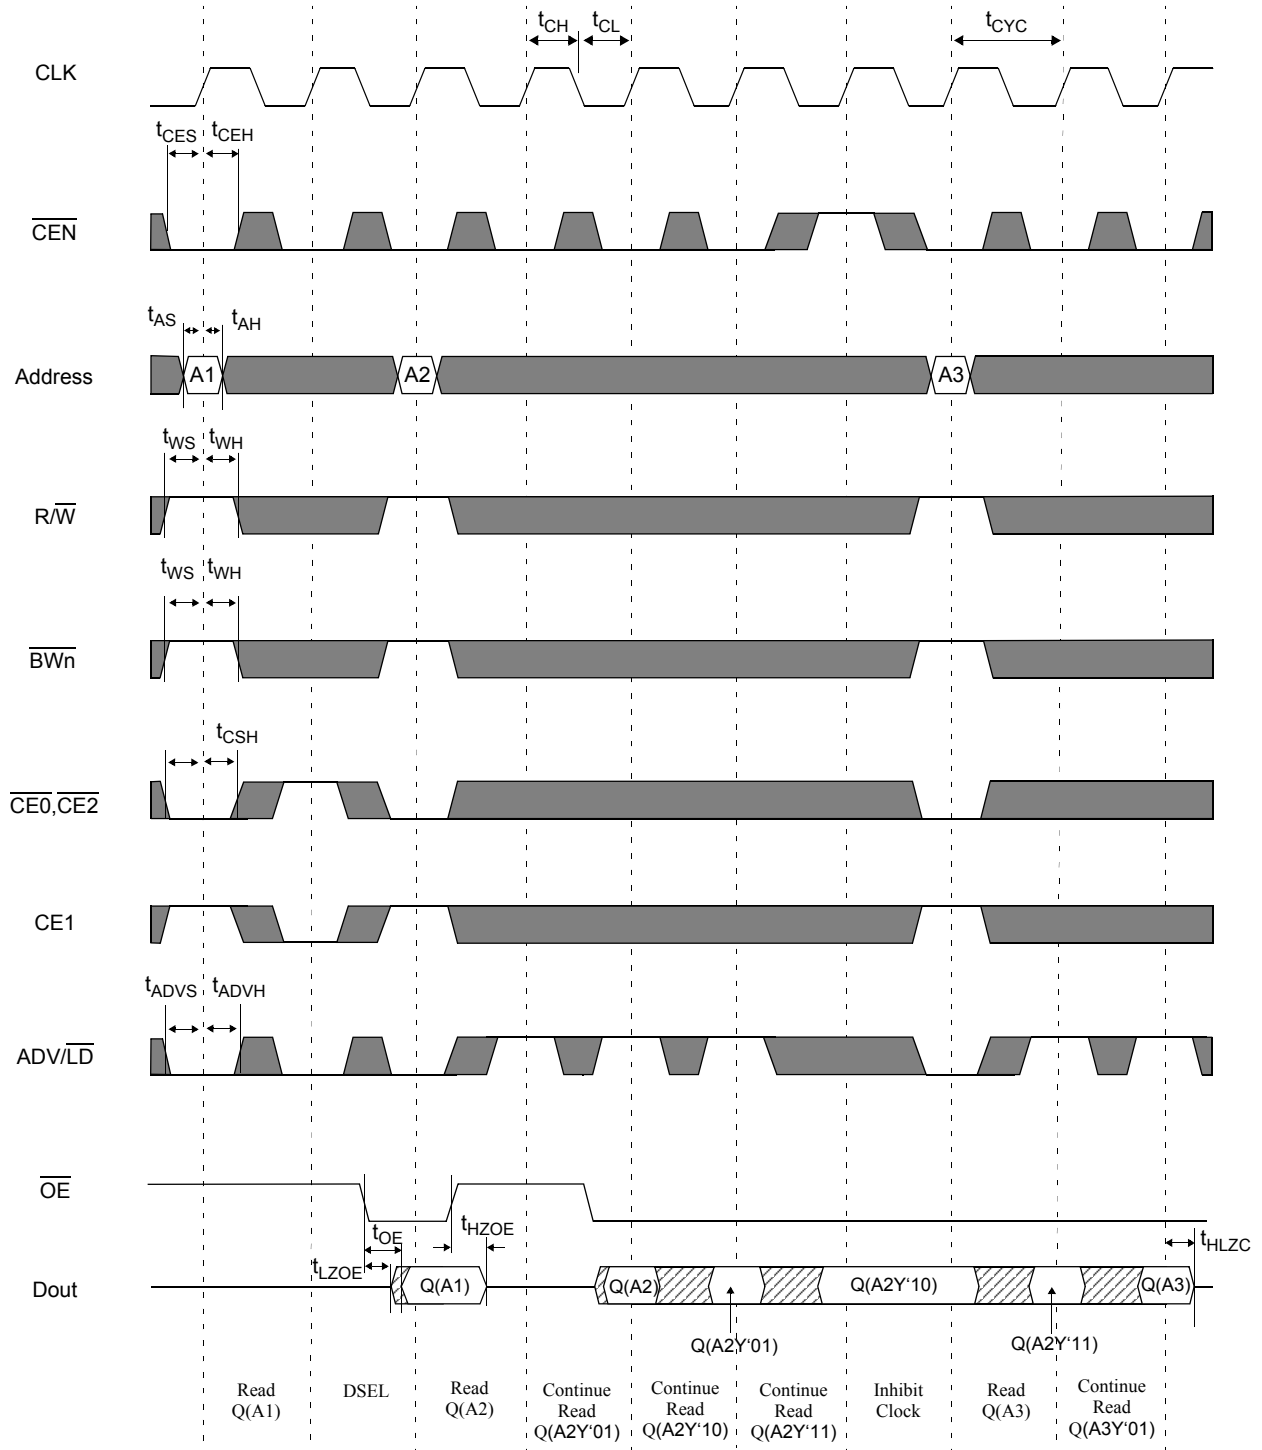 tCH tCL tCYC
CLK
tCES tCEH
CEN
tAS tAH
Address A1 A2 A3
tWS tWH
R/W
tWS tWH
BWn
tCSH
CE0,CE2
CE1
tADVS tADVH
ADV/LD
OE
tOE tHZOE tHLZC
tLZOE
Dout Q(A1) Q(A2) Q(A2Y‘10) Q(A3)
Q(A2Y‘01) Q(A2Y‘11)
Read
Q(A1)
DSEL
Read
Q(A2)
Continue
Read
Q(A2Y‘01)
Continue
Read
Q(A2Y‘10)
Continue
Read
Q(A2Y‘11)
Inhibit
Clock
Read
Q(A3)
Continue
Read
Q(A3Y‘01)